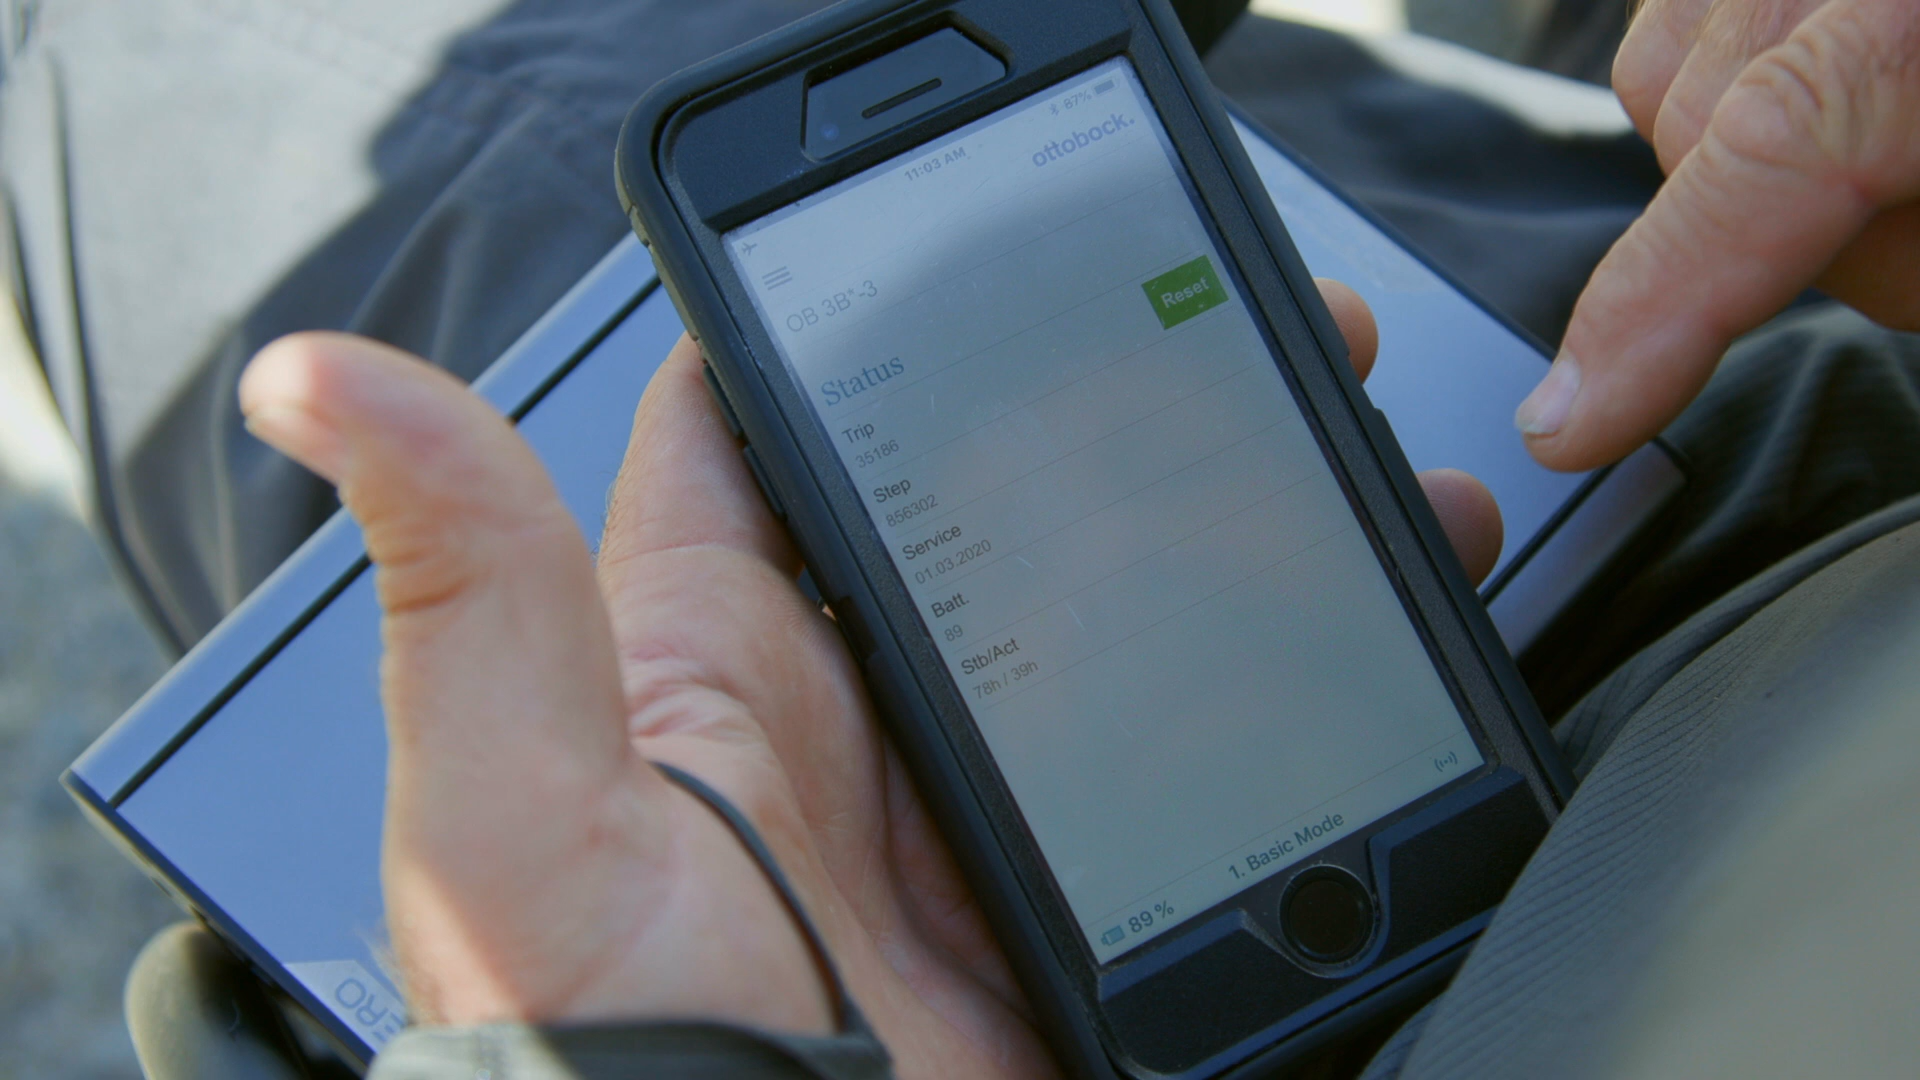 11:03 AM
87%
ottobock.
OB 3B*-3
Reset
Status
Trip
35186
Step
856302
Service
01.03.2020
Batt.
89
Stb/Act
78h / 39h
1. Basic Mode
89 %